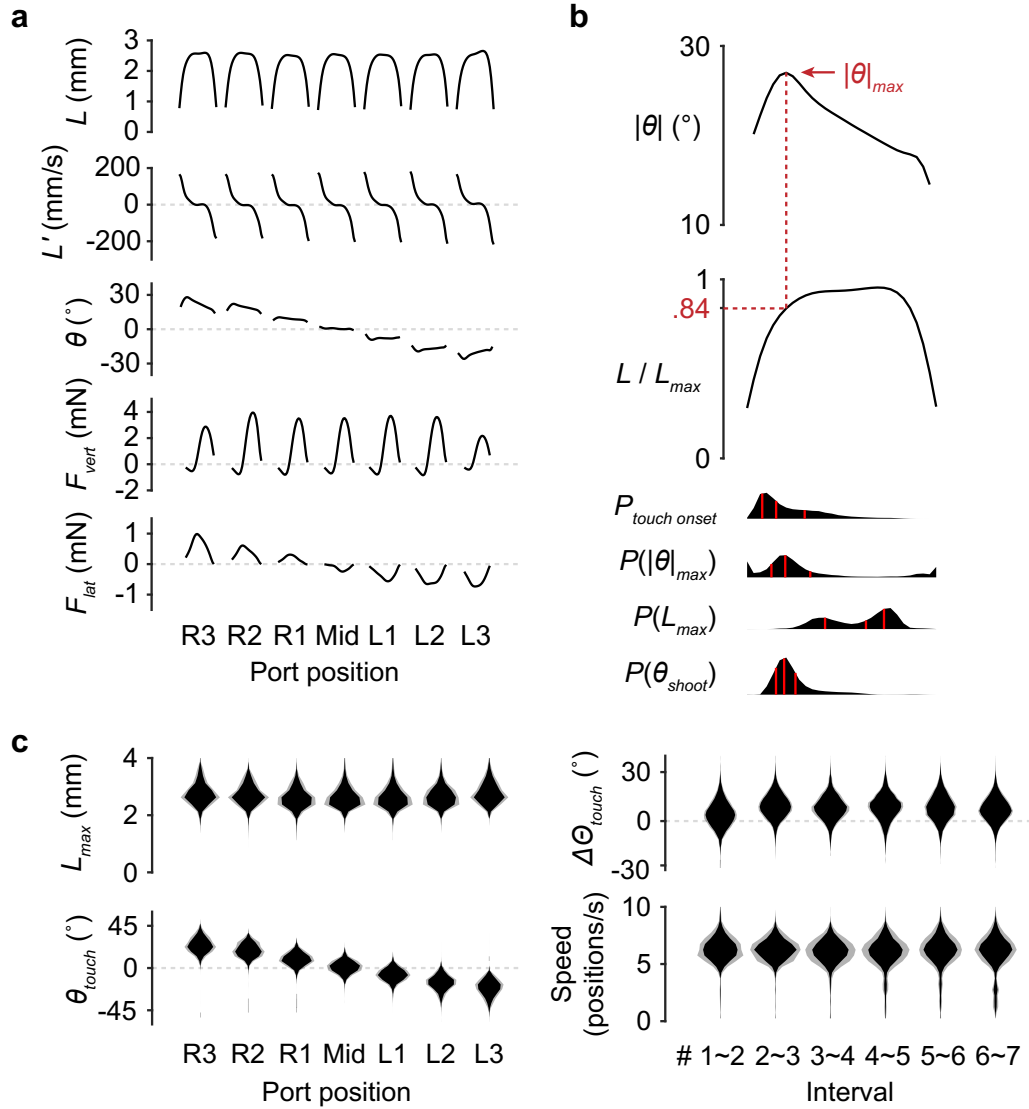 a
L (mm)
3
2
1
0
L' (mm/s)
200
0
-200
θ (°)
30
0
-30
F_vert (mN)
4
2
0
-2
F_lat (mN)
1
0
-1
R3 R2 R1 Mid L1 L2 L3
Port position
b
|θ| (°)
30
10
|θ|_max
L / L_max
1
.84
0
P_touch onset
P(|θ|_max)
P(L_max)
P(θ_shoot)
c
L_max (mm)
4
2
0
θ_touch (°)
45
0
-45
R3 R2 R1 Mid L1 L2 L3
Port position
ΔΘ_touch (°)
30
0
-30
Speed
(positions/s)
10
5
0
# 1~2 2~3 3~4 4~5 5~6 6~7
Interval